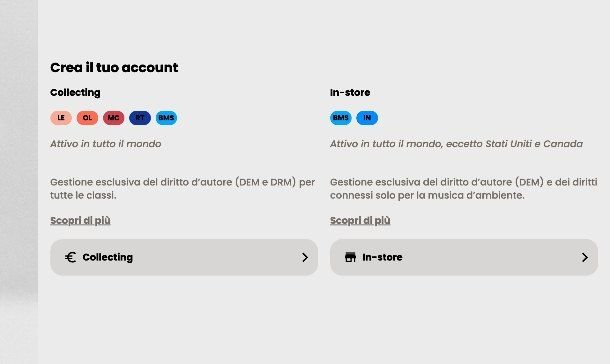 Crea il tuo account
Collecting
LE OL MC RT BMS
Attivo in tutto il mondo
Gestione esclusiva del diritto d'autore (DEM e DRM) per
tutte le classi.
Scopri di più
Collecting
In-store
BMS IN
Attivo in tutto il mondo, eccetto Stati Uniti e Canada
Gestione esclusiva del diritto d'autore (DEM) e dei diritti
connessi solo per la musica d'ambiente.
Scopri di più
In-store